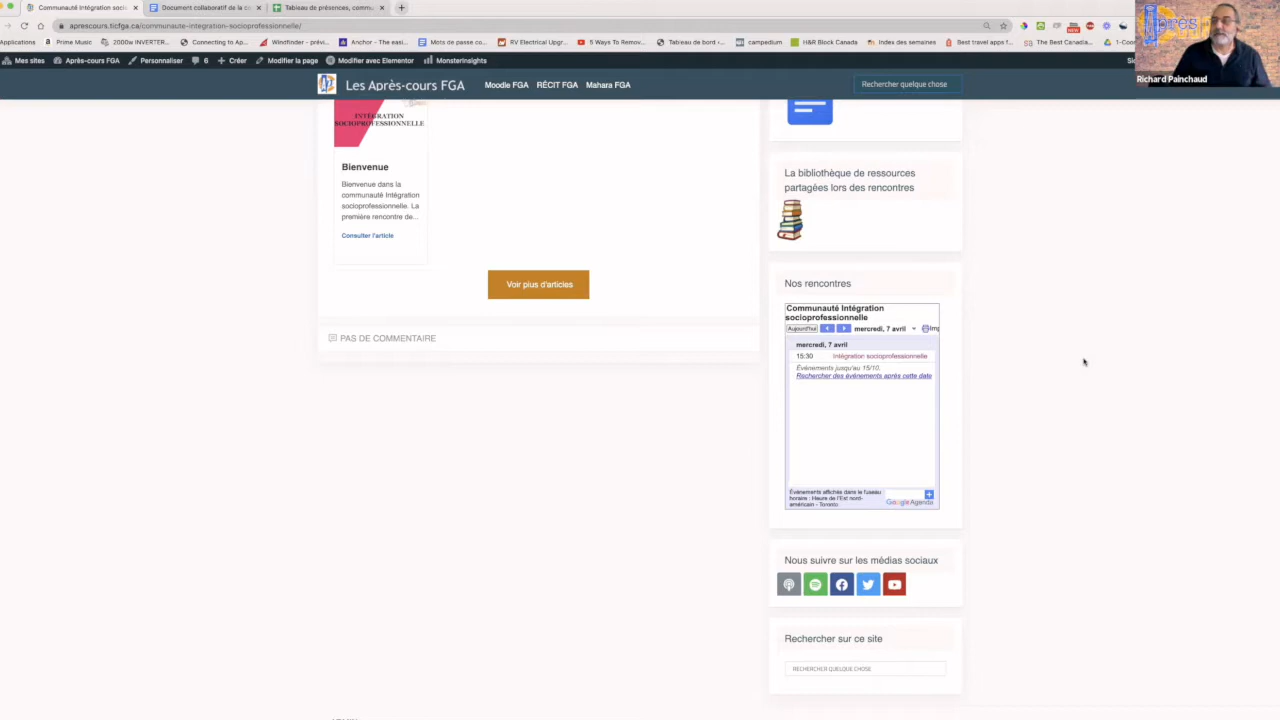 Communauté Intégration socio
Document collaboratif de la c
Tableau de présences, commu
aprescours.ticfga.ca/communaute-integration-socioprofessionnelle/
Applications
Prime Music
2000w INVERTER...
Connecting to Ap...
Windfinder - prévi...
Anchor - The easi...
Mots de passe co...
RV Electrical Upgr...
5 Ways To Remov...
Tableau de bord r...
campedium
H&R Block Canada
Index des semaines
Best travel apps f
The Best Canada...
1-Coo
Mes sites
Après-cours FGA
Personnaliser
6
Créer
Modifier la page
Modifier avec Elementor
MonsterInsights
Richard Painchaud
Les Après-cours FGA
Moodle FGA
RÉCIT FGA
Mahara FGA
Rechercher quelque chose
INTÉGRATION
SOCIOPROFESSIONNELLE
Bienvenue
Bienvenue dans la
communauté Intégration
socioprofessionnelle. La
première rencontre de...
Consulter l'article
Voir plus d'articles
PAS DE COMMENTAIRE
La bibliothèque de ressources
partagées lors des rencontres
Nos rencontres
Communauté Intégration
socioprofessionnelle
Aujourd'hui
mercredi, 7 avril
Imp
mercredi, 7 avril
15:30 Intégration socioprofessionnelle
Événements jusqu'au 15/10.
Rechercher des événements après cette date
Événements affichés dans le fuseau
horaire : Heure de l'Est nord-
américain - Toronto
Google Agenda
Nous suivre sur les médias sociaux
Rechercher sur ce site
RECHERCHER QUELQUE CHOSE